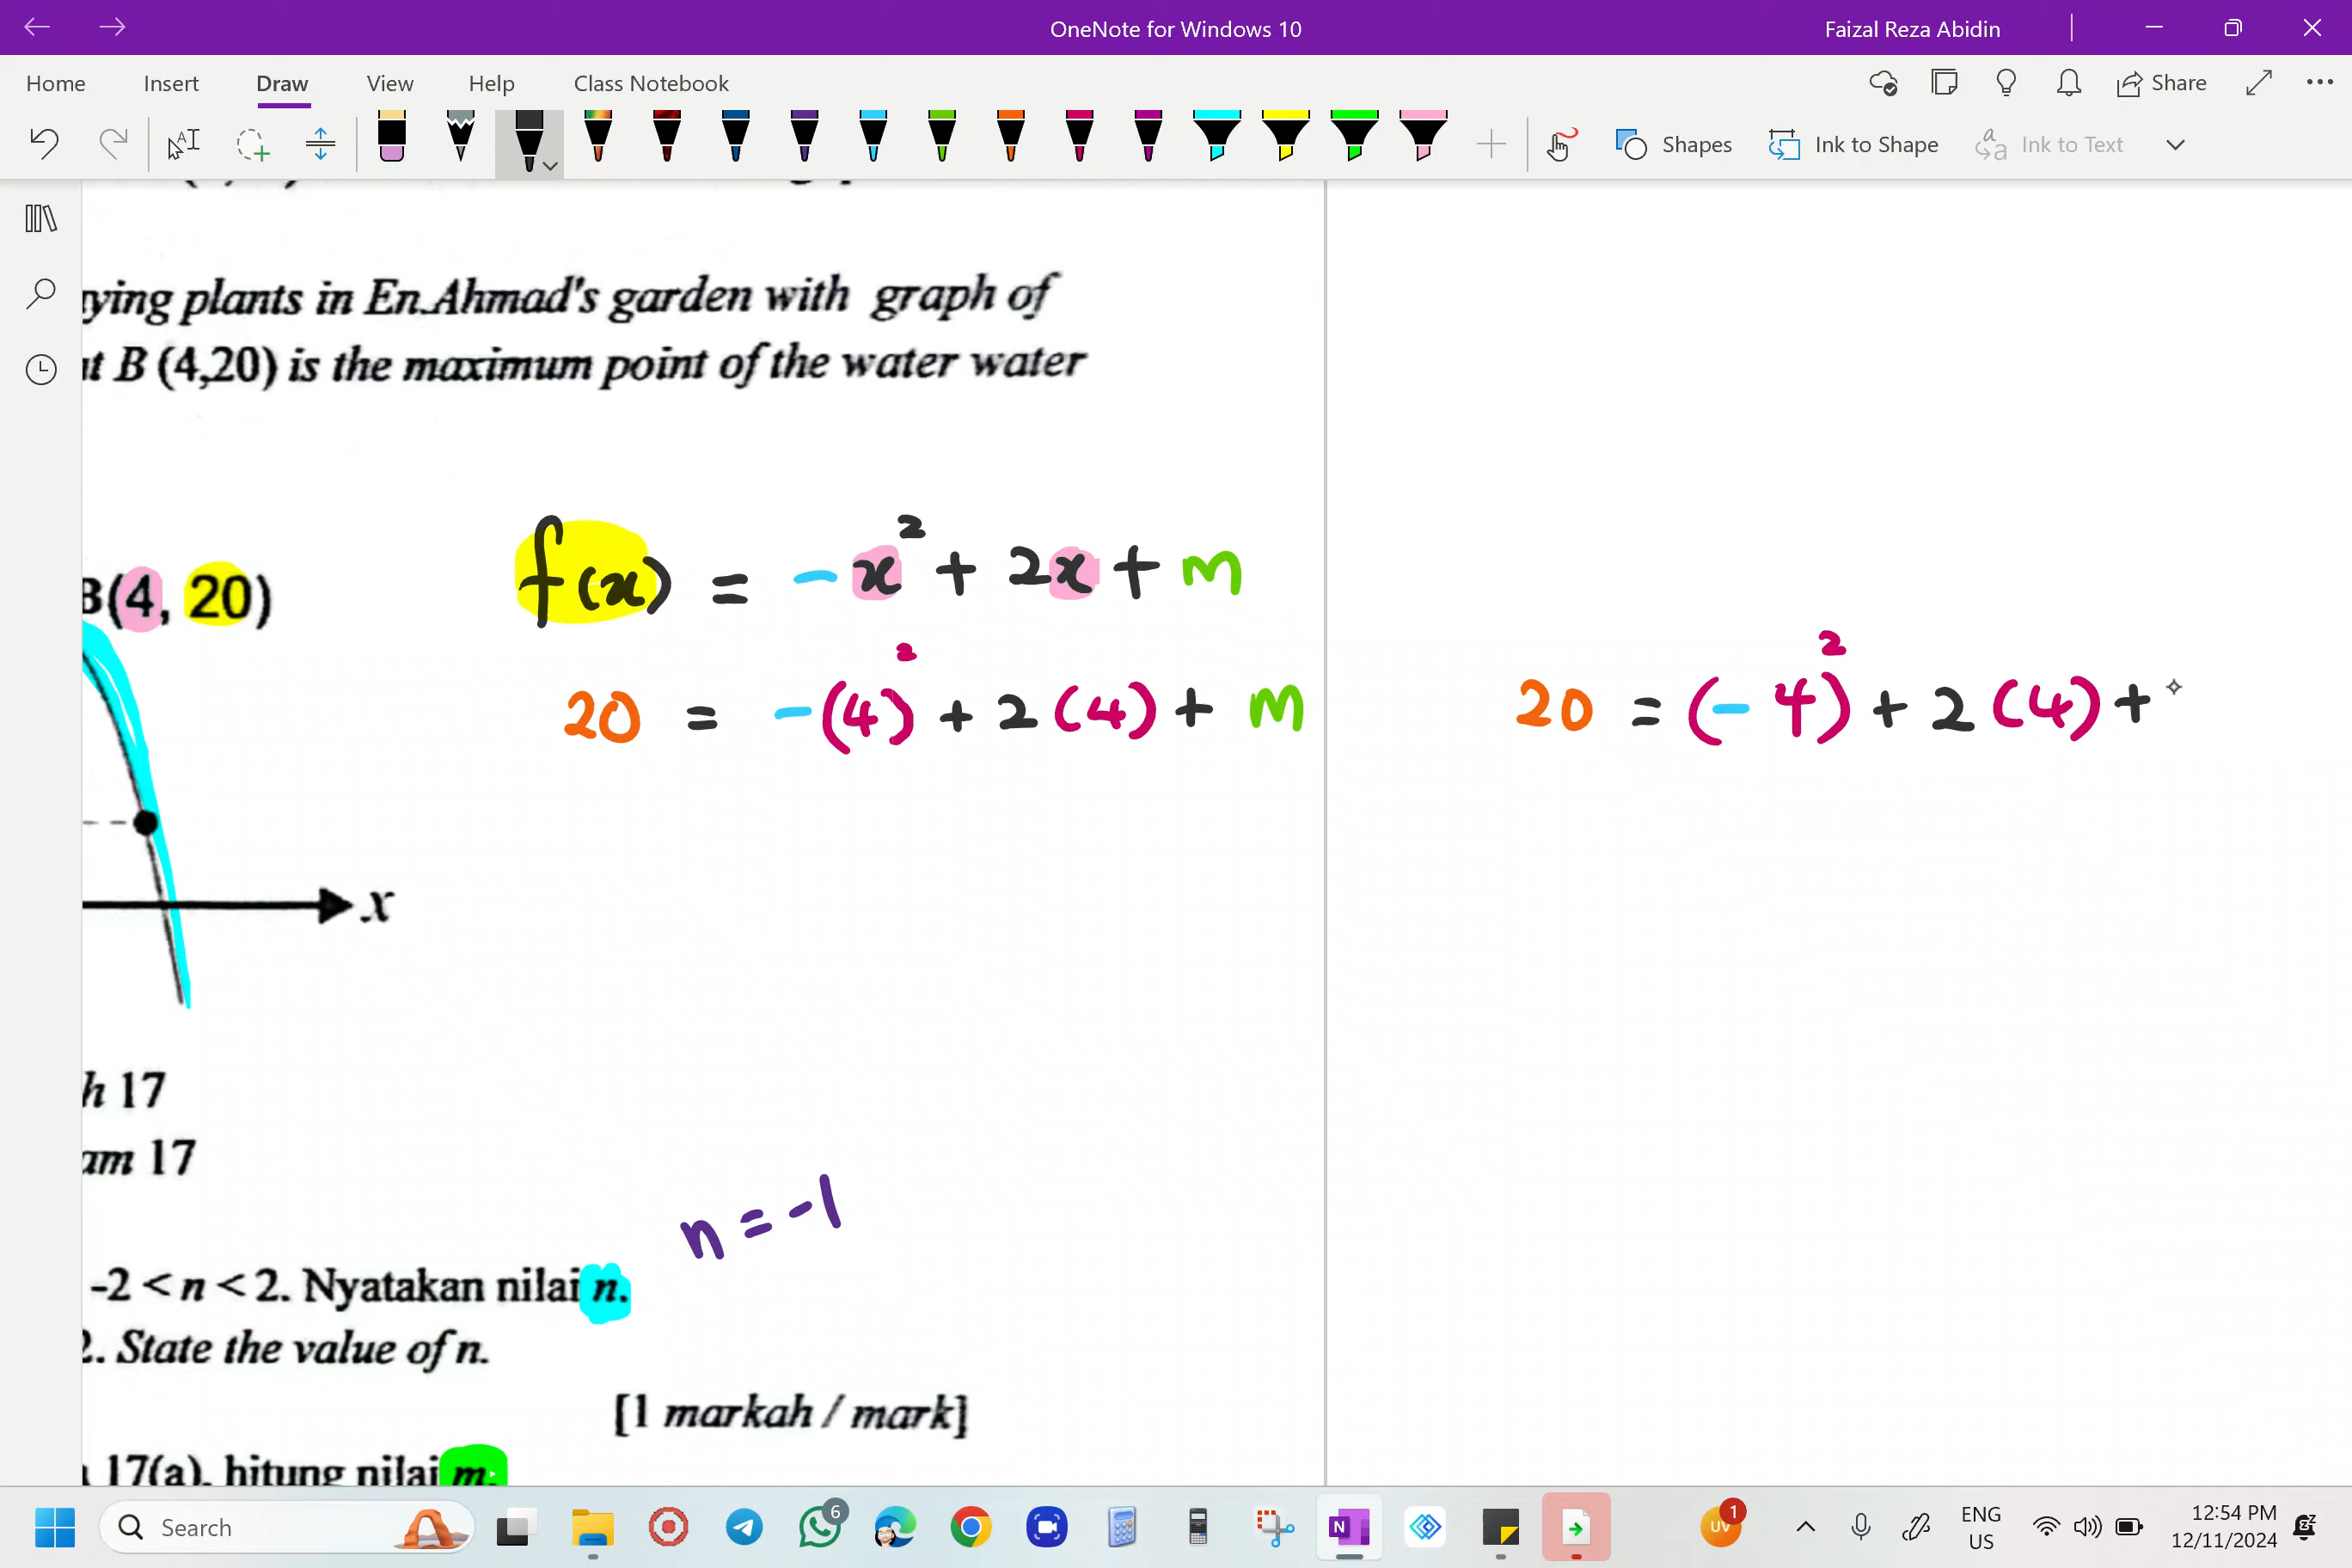 OneNote for Windows 10
Faizal Reza Abidin
Home Insert Draw View Help Class Notebook
Share
Shapes Ink to Shape Ink to Text
ying plants in En.Ahmad's garden with graph of
B (4,20) is the maximum point of the water water
B(4, 20)
f(x) = -x² + 2x + m
20 = -(4)² + 2(4) + m
20 = (-4)² + 2(4) +
x
h 17
am 17
n = -1
-2 < n < 2. Nyatakan nilai n.
2. State the value of n.
[1 markah / mark]
17(a), hitung nilai m.
Search
6
N
UV
1
ENG
US
12:54 PM
12/11/2024